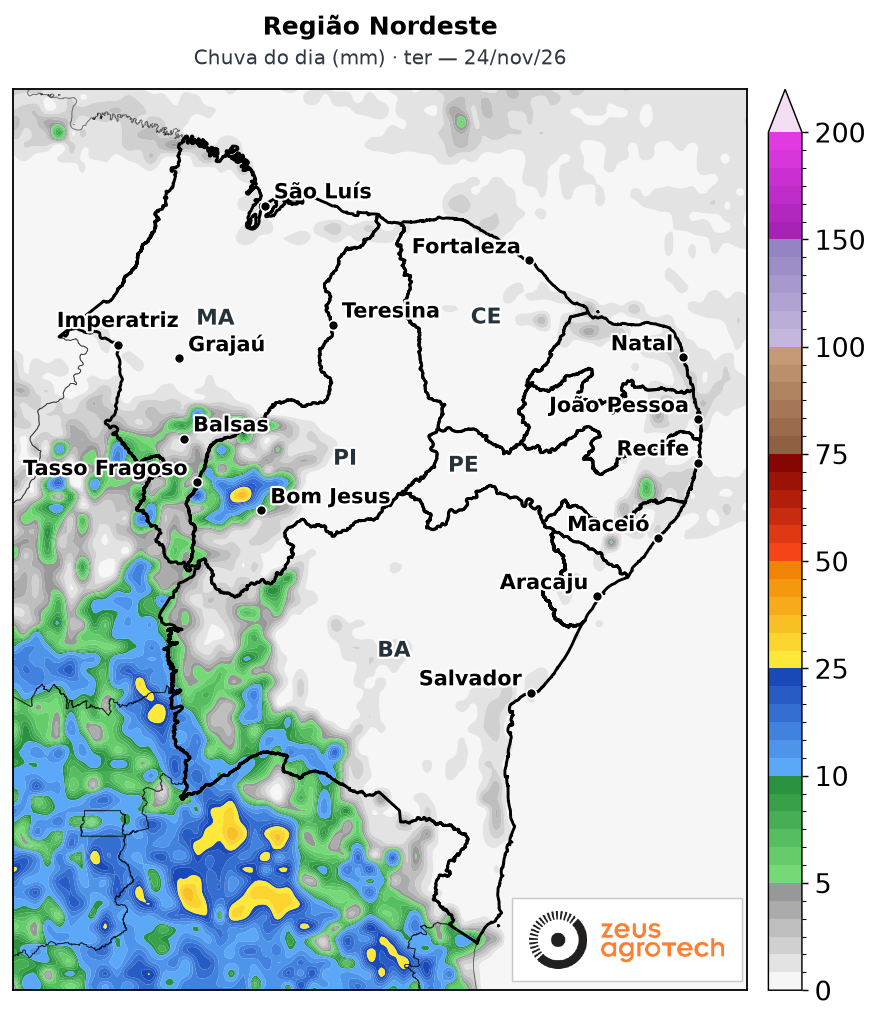 Região Nordeste
Chuva do dia (mm) · ter — 24/nov/26
São Luís
Fortaleza
Imperatriz
MA
Teresina
CE
Grajaú
Natal
João Pessoa
Balsas
Recife
Tasso Fragoso
PI
PE
Bom Jesus
Maceió
Aracaju
BA
Salvador
zeus
agrotech
200
150
100
75
50
25
10
5
0